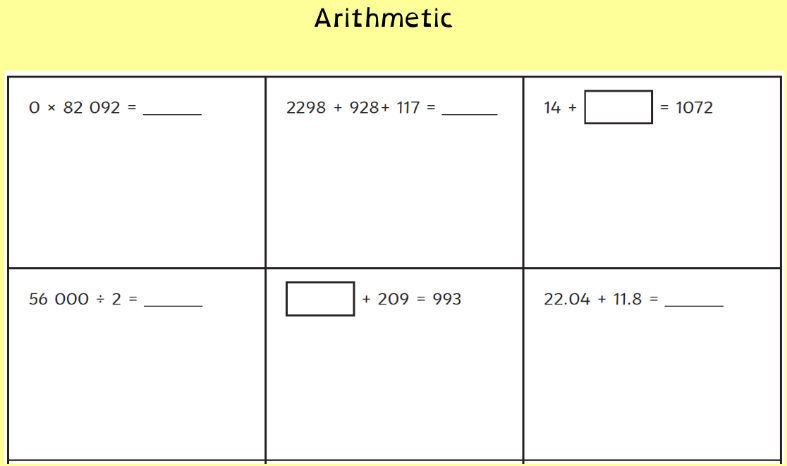 Arithmetic
0 × 82 092 = ______
2298 + 928+ 117 = ______
14 + = 1072
56 000 ÷ 2 = ______
+ 209 = 993
22.04 + 11.8 = ______